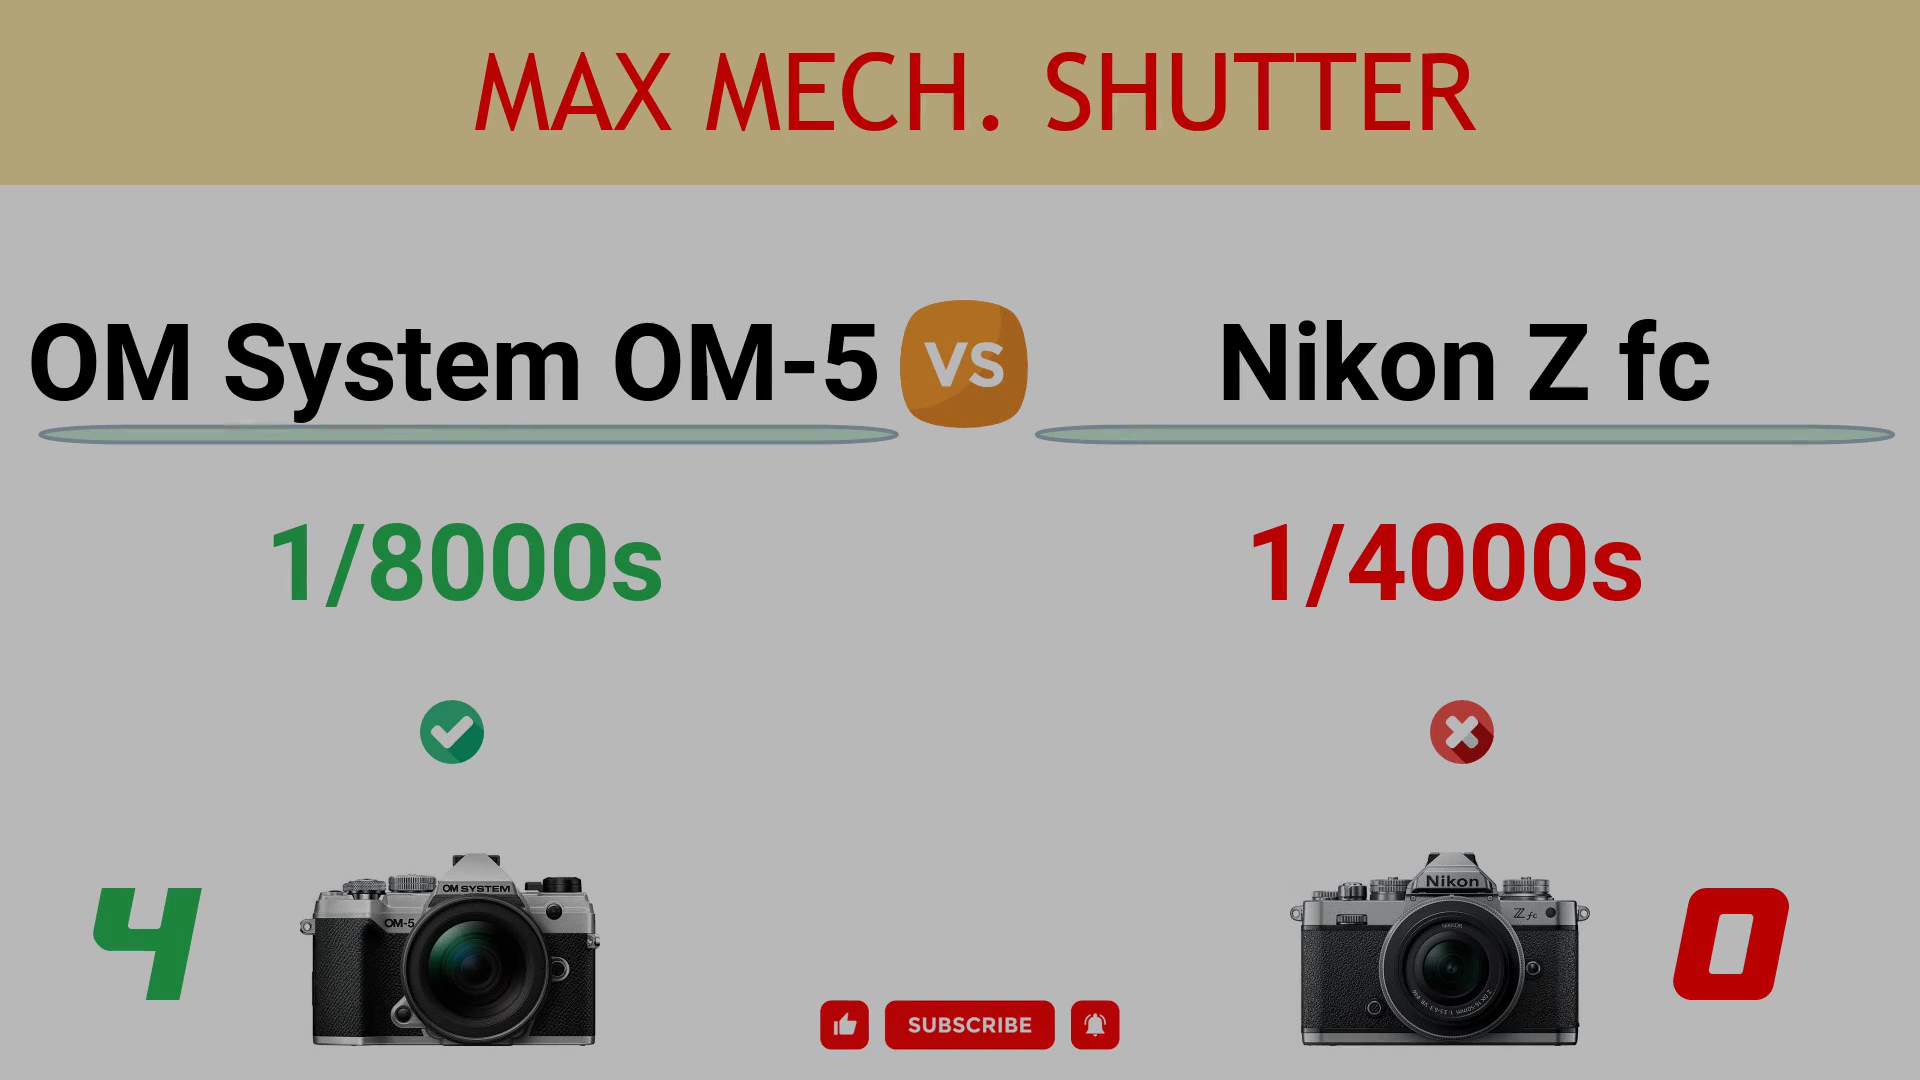 MAX MECH. SHUTTER
OM System OM-5
VS
Nikon Z fc
1/8000s
1/4000s
4
OM SYSTEM
OM-5
Nikon
Z fc
0
SUBSCRIBE